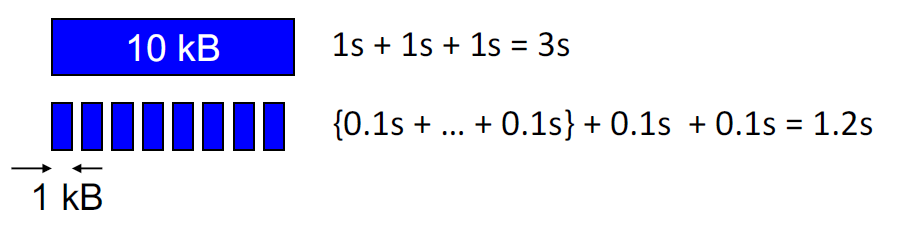 10 kB
1s + 1s + 1s = 3s
{0.1s + ... + 0.1s} + 0.1s + 0.1s = 1.2s
1 kB